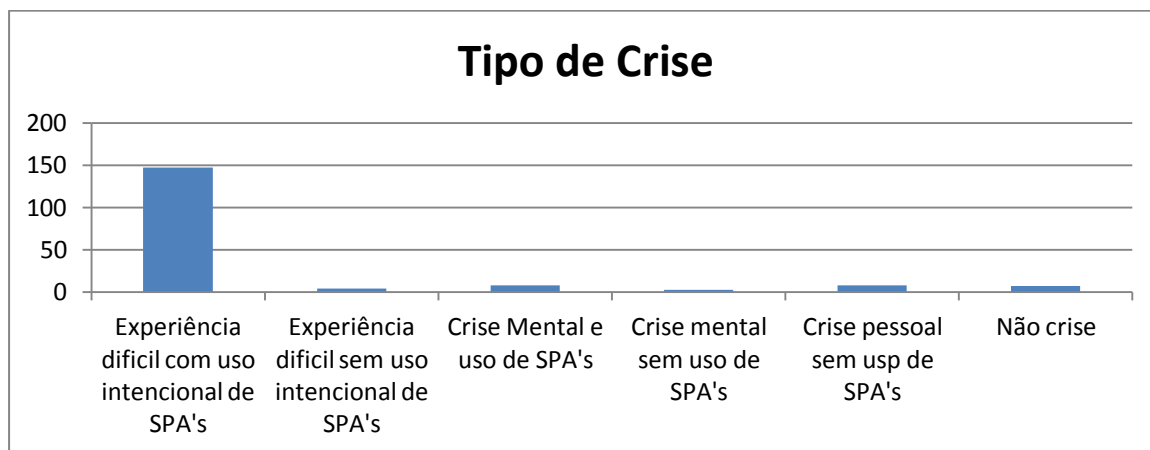 Tipo de Crise
200
150
100
50
0
Experiência
dificil com uso
intencional de
SPA's
Experiência
dificil sem uso
intencional de
SPA's
Crise Mental e
uso de SPA's
Crise mental
sem uso de
SPA's
Crise pessoal
sem usp de
SPA's
Não crise